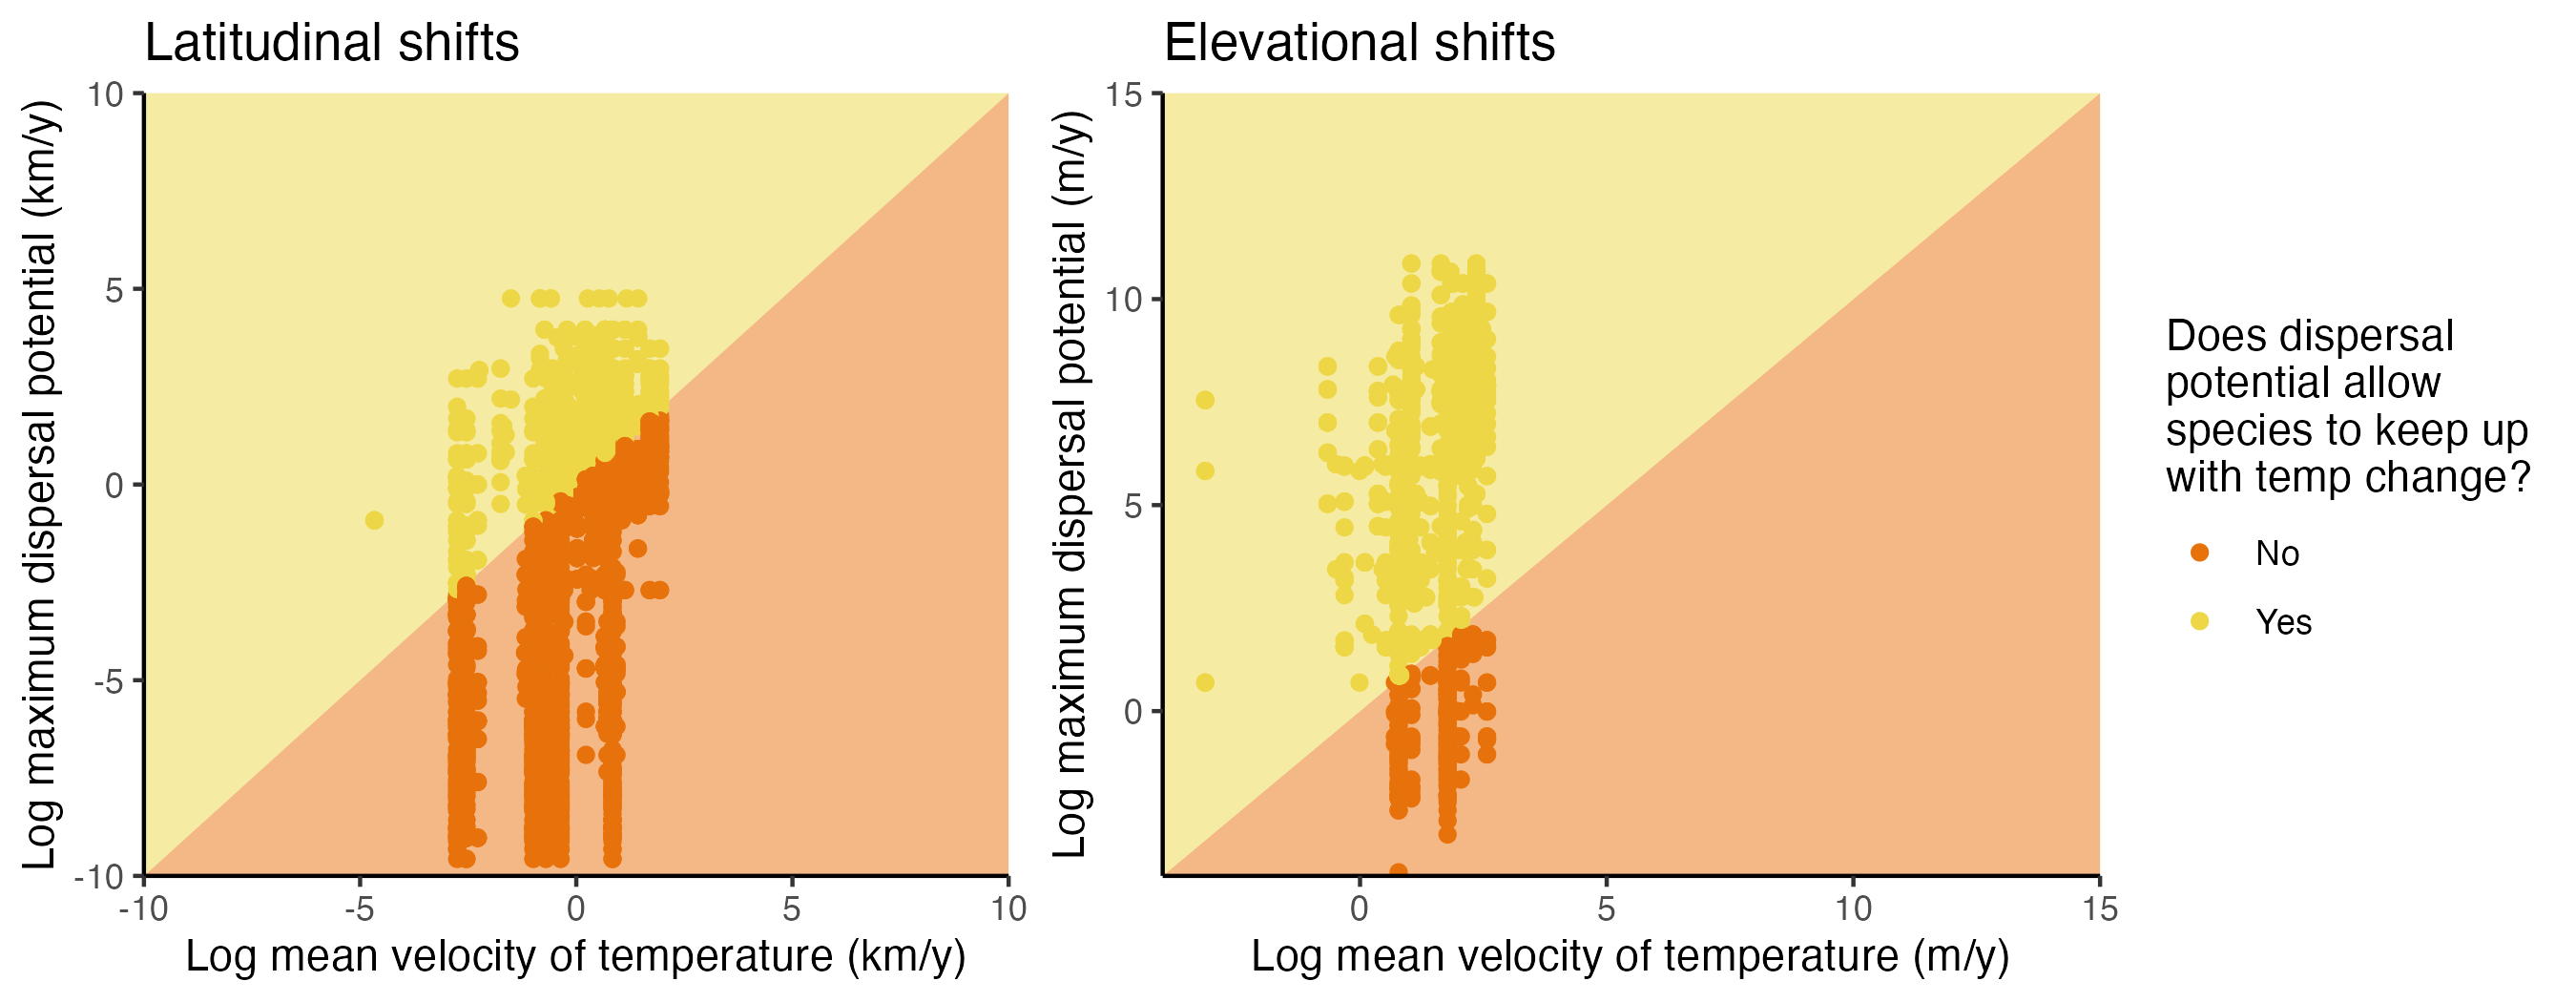 Latitudinal shifts
Log maximum dispersal potential (km/y)
10
5
0
-5
-10
-10
-5
0
5
10
Log mean velocity of temperature (km/y)
Elevational shifts
Log maximum dispersal potential (m/y)
15
10
5
0
0
5
10
15
Log mean velocity of temperature (m/y)
Does dispersal
potential allow
species to keep up
with temp change?
No
Yes